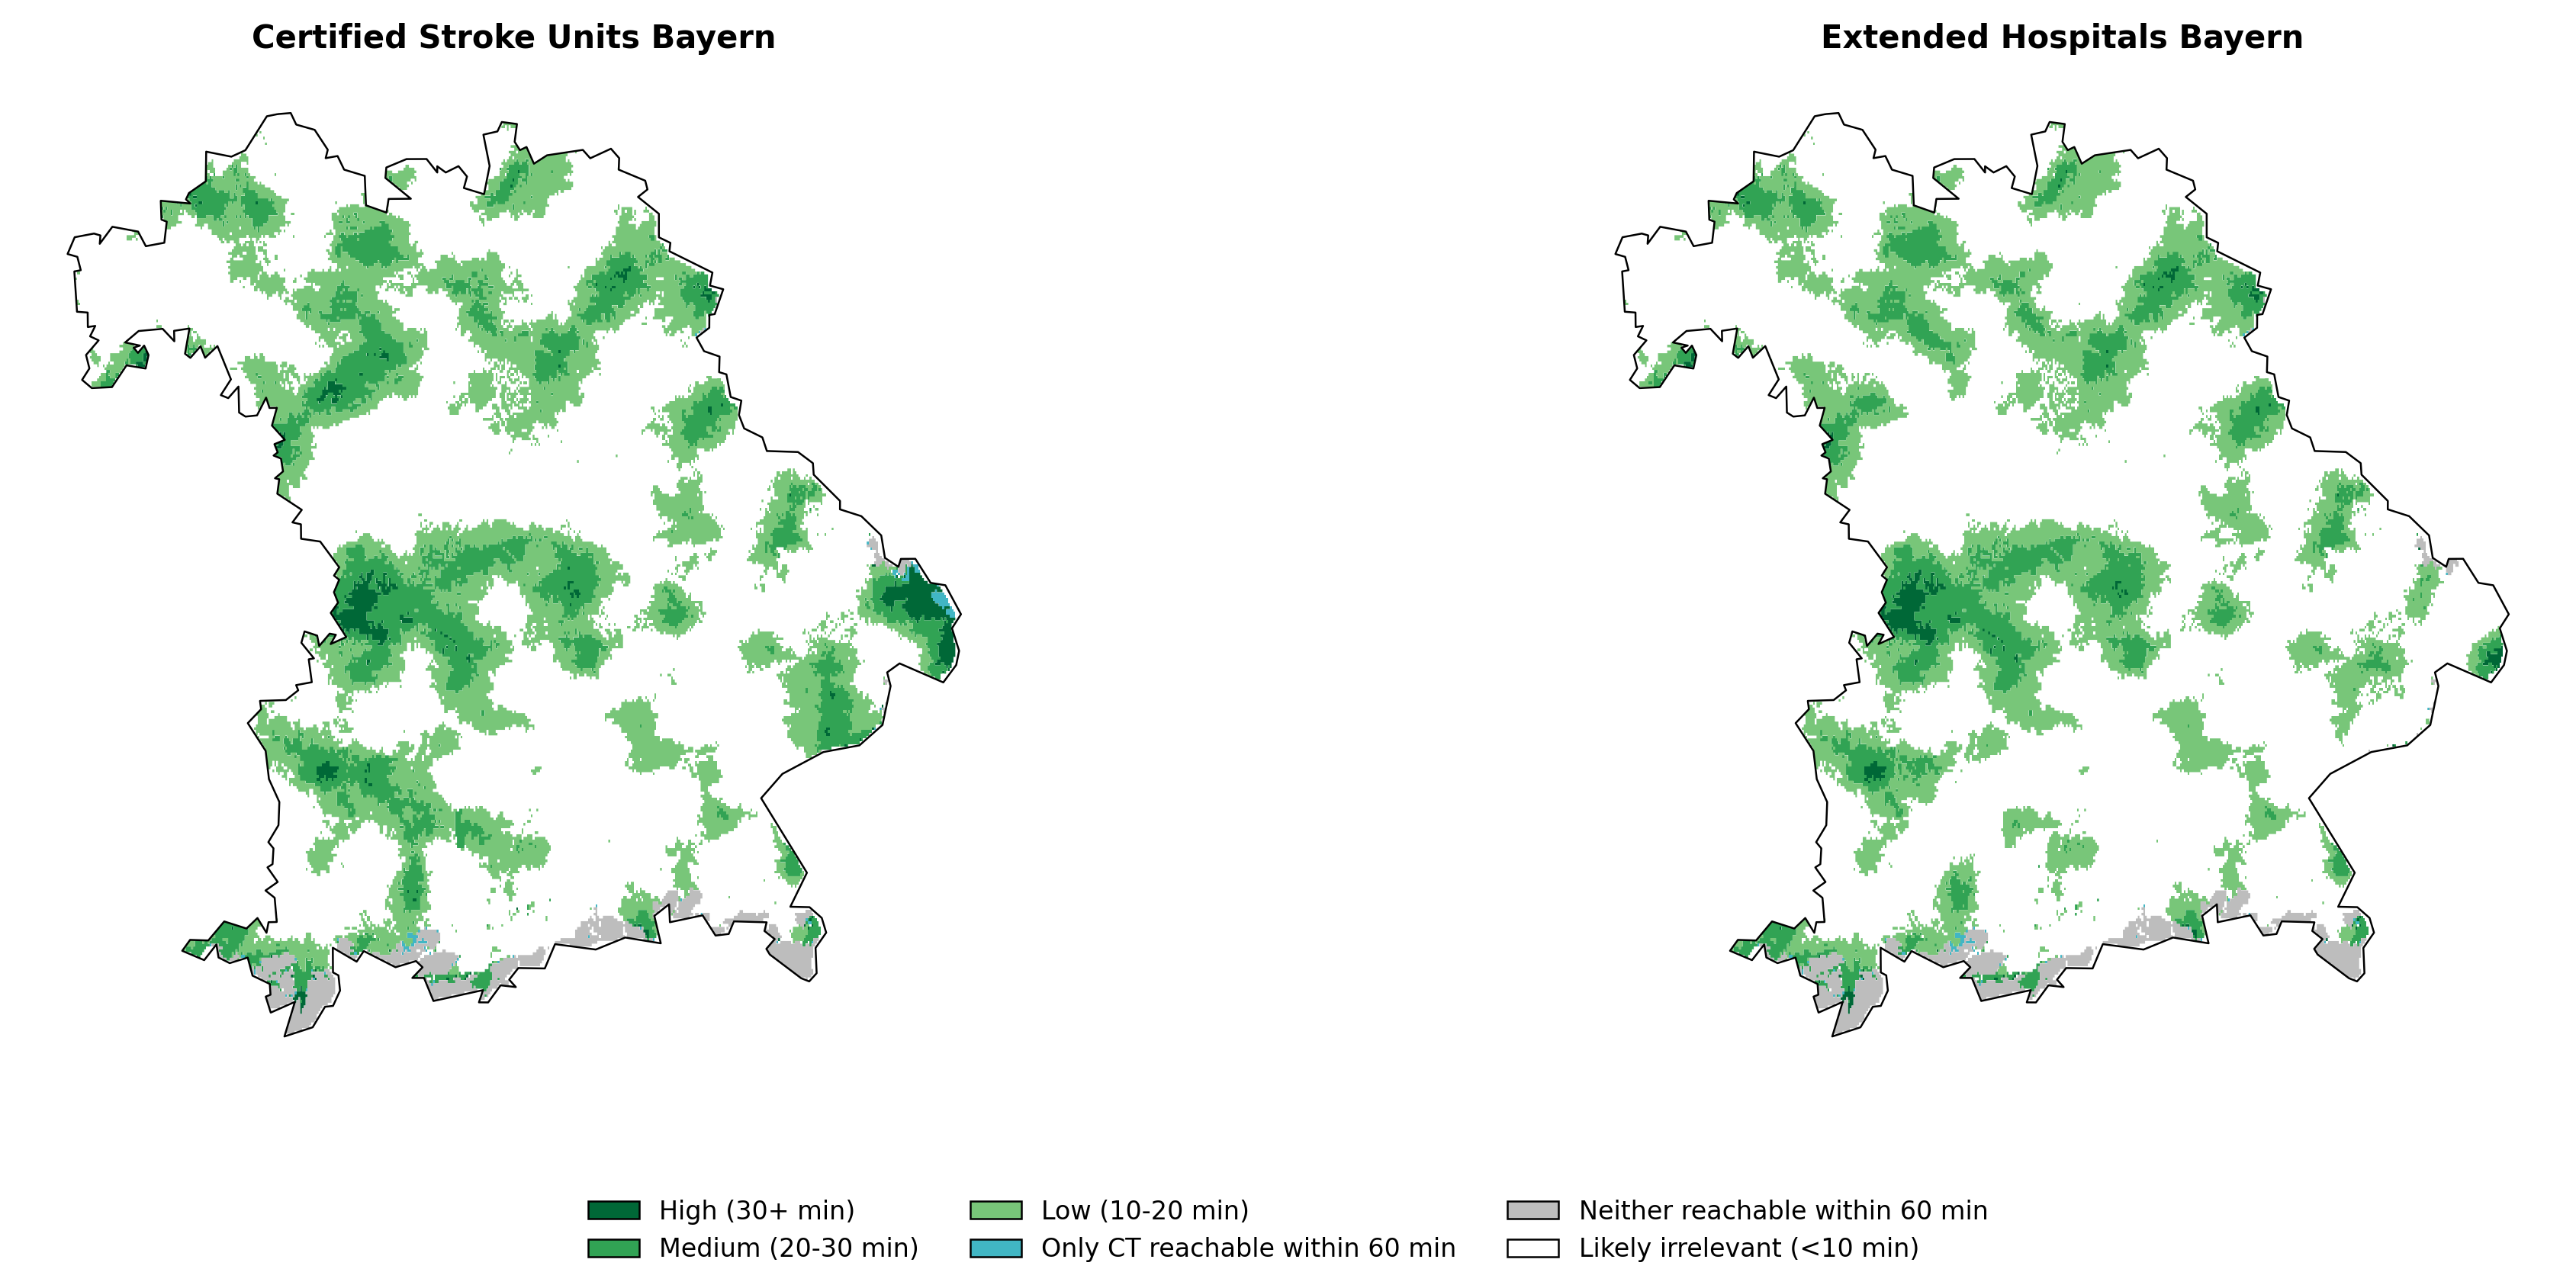 Certified Stroke Units Bayern
Extended Hospitals Bayern
High (30+ min)
Medium (20-30 min)
Low (10-20 min)
Only CT reachable within 60 min
Neither reachable within 60 min
Likely irrelevant (<10 min)